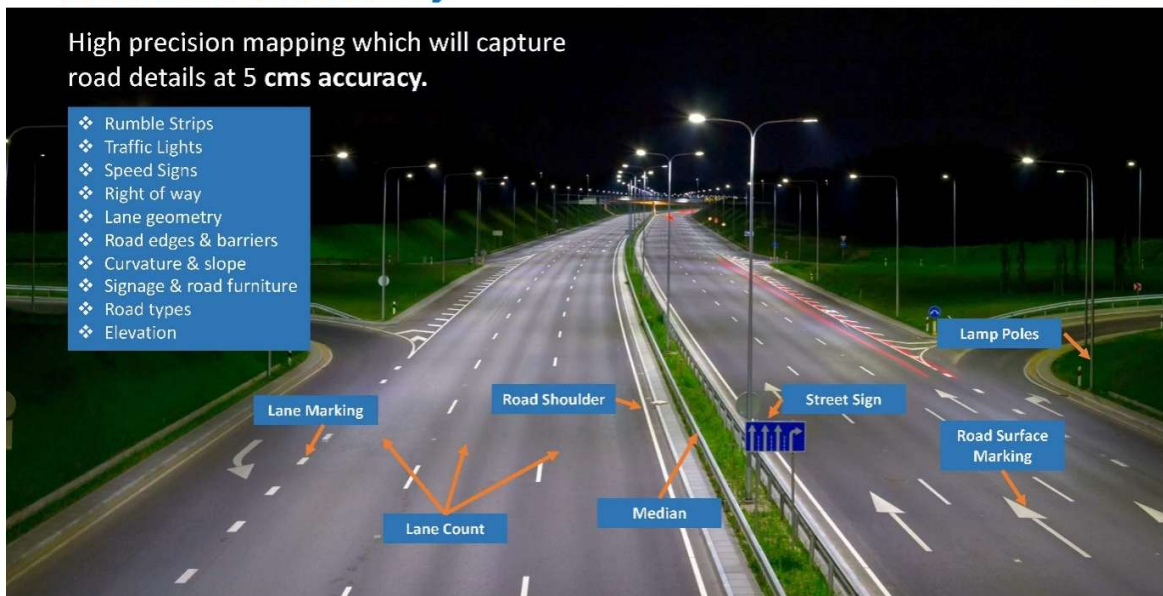 High precision mapping which will capture
road details at 5 cms accuracy.
❖ Rumble Strips
❖ Traffic Lights
❖ Speed Signs
❖ Right of way
❖ Lane geometry
❖ Road edges & barriers
❖ Curvature & slope
❖ Signage & road furniture
❖ Road types
❖ Elevation
Lamp Poles
Lane Marking
Road Shoulder
Street Sign
Road Surface
Marking
Lane Count
Median